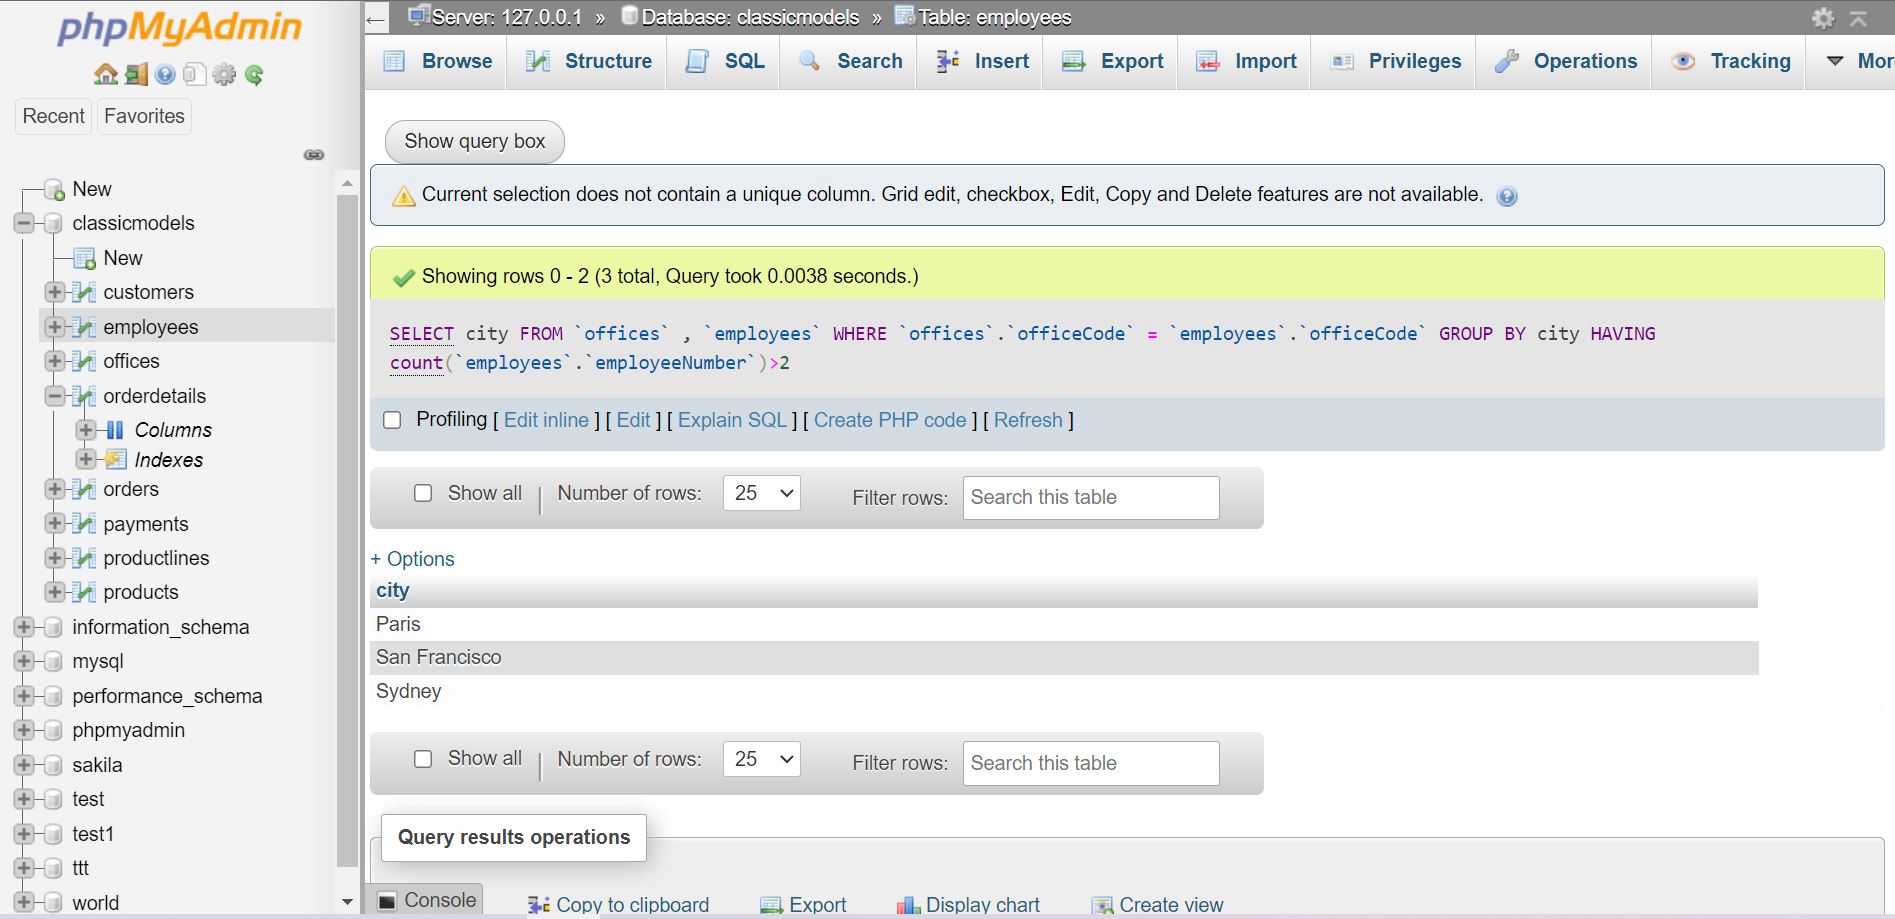 phpMyAdmin
Recent Favorites
New
classicmodels
New
customers
employees
offices
orderdetails
Columns
Indexes
orders
payments
productlines
products
information_schema
mysql
performance_schema
phpmyadmin
sakila
test
test1
ttt
world
Server: 127.0.0.1 » Database: classicmodels » Table: employees
Browse Structure SQL Search Insert Export Import Privileges Operations Tracking
Show query box
Current selection does not contain a unique column. Grid edit, checkbox, Edit, Copy and Delete features are not available.
Showing rows 0 - 2 (3 total, Query took 0.0038 seconds.)
SELECT city FROM `offices` , `employees` WHERE `offices`.`officeCode` = `employees`.`officeCode` GROUP BY city HAVING
count(`employees`.`employeeNumber`)>2
Profiling [ Edit inline ] [ Edit ] [ Explain SQL ] [ Create PHP code ] [ Refresh ]
Show all | Number of rows: 25 Filter rows: Search this table
+ Options
city
Paris
San Francisco
Sydney
Show all | Number of rows: 25 Filter rows: Search this table
Query results operations
Console Copy to clipboard Export Display chart Create view